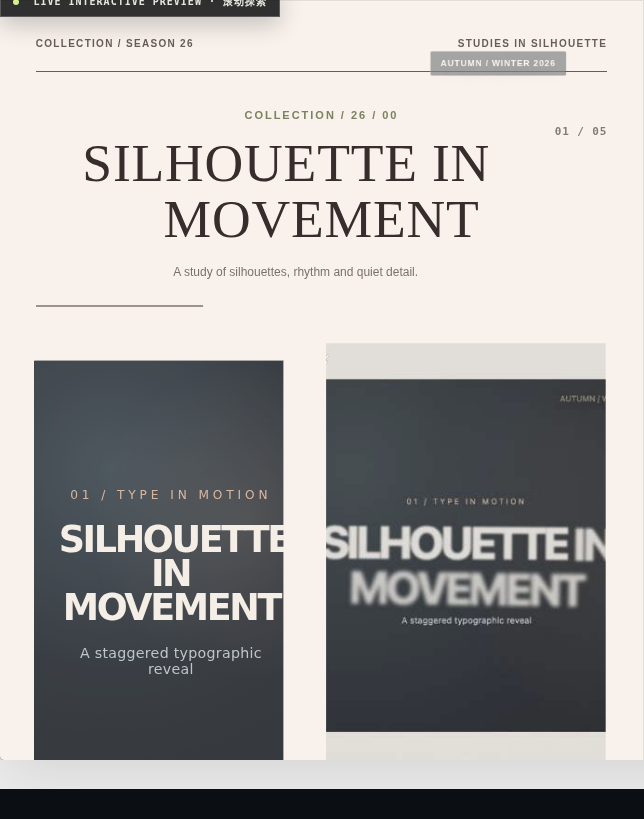 LIVE INTERACTIVE PREVIEW · 滚动探索
COLLECTION / SEASON 26
STUDIES IN SILHOUETTE
AUTUMN / WINTER 2026
COLLECTION / 26 / 00
01 / 05
SILHOUETTE IN
MOVEMENT
A study of silhouettes, rhythm and quiet detail.
01 / TYPE IN MOTION
SILHOUETTE
IN
MOVEMENT
A staggered typographic
reveal
AUTUMN / W
01 / TYPE IN MOTION
SILHOUETTE IN
MOVEMENT
A staggered typographic reveal